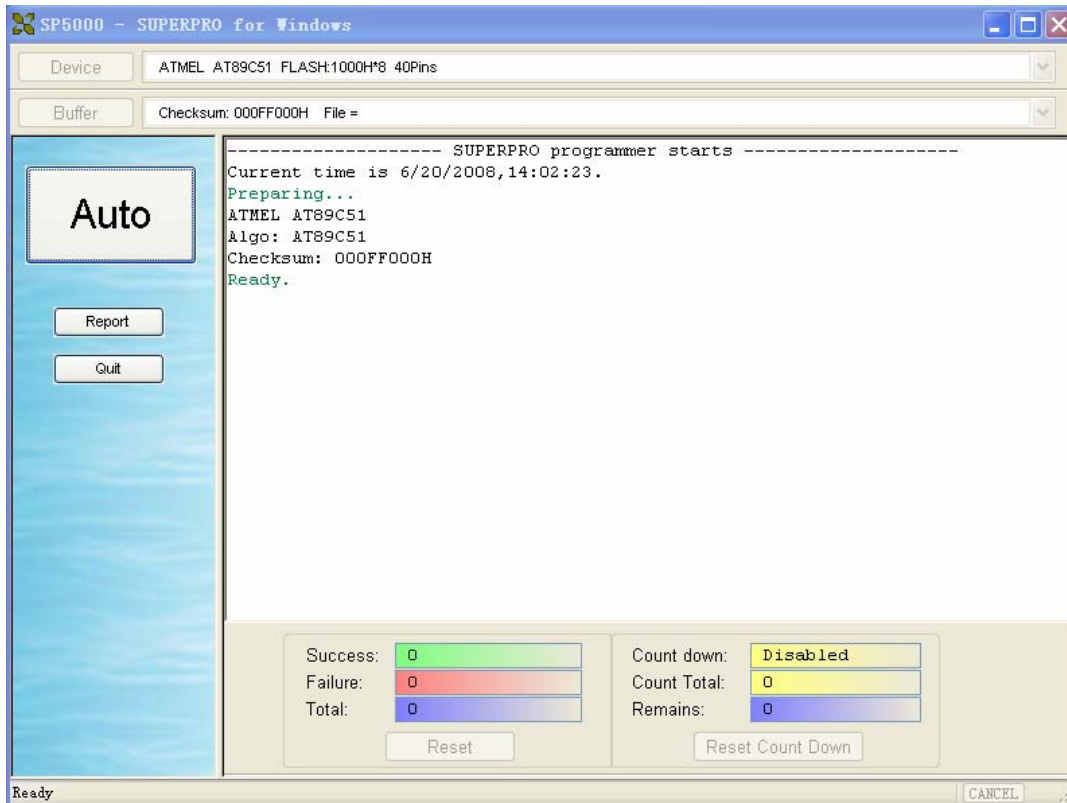 SP5000 - SUPERPRO for Windows
Device
ATMEL AT89C51 FLASH:1000H*8 40Pins
Buffer
Checksum: 000FF000H File =
Auto
Report
Quit
-------------------- SUPERPRO programmer starts --------------------
Current time is 6/20/2008,14:02:23.
Preparing...
ATMEL AT89C51
Algo: AT89C51
Checksum: 000FF000H
Ready.
Success: 0
Failure: 0
Total: 0
Reset
Count down: Disabled
Count Total: 0
Remains: 0
Reset Count Down
Ready
CANCEL